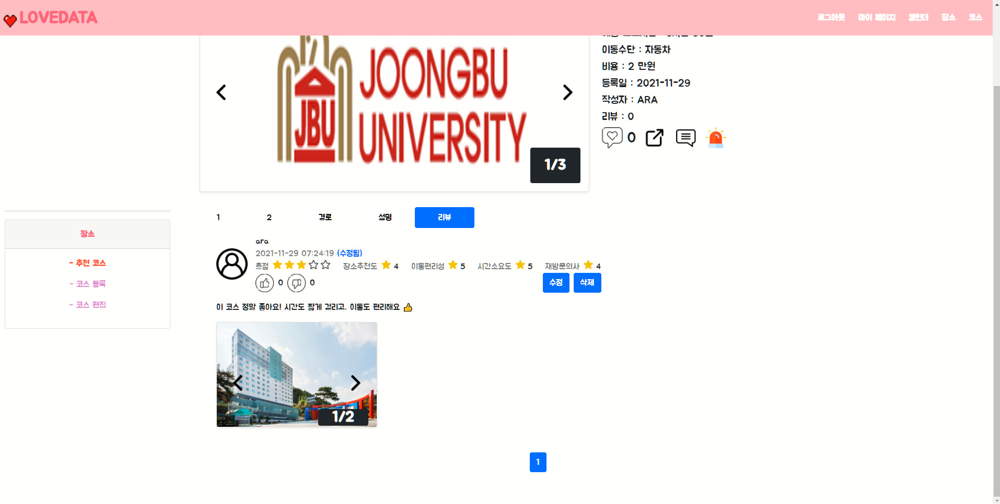 LOVEDATA
로그아웃 마이 페이지 캘린더 장소 코스
JOONGBU
UNIVERSITY
JBU
1/3
이동수단 : 자동차
비용 : 2 만원
등록일 : 2021-11-29
작성자 : ARA
리뷰 : 0
0
장소
- 추천 코스
- 코스 등록
- 코스 편집
1 2 경로 설명 리뷰
ara
2021-11-29 07:24:19 (수정됨)
총점 장소추천도 4 이동편리성 5 시간소요도 5 재방문의사 4
0 0 수정 삭제
이 코스 정말 좋아요! 시간도 짧게 걸리고, 이동도 편리해요 👍
1/2
1